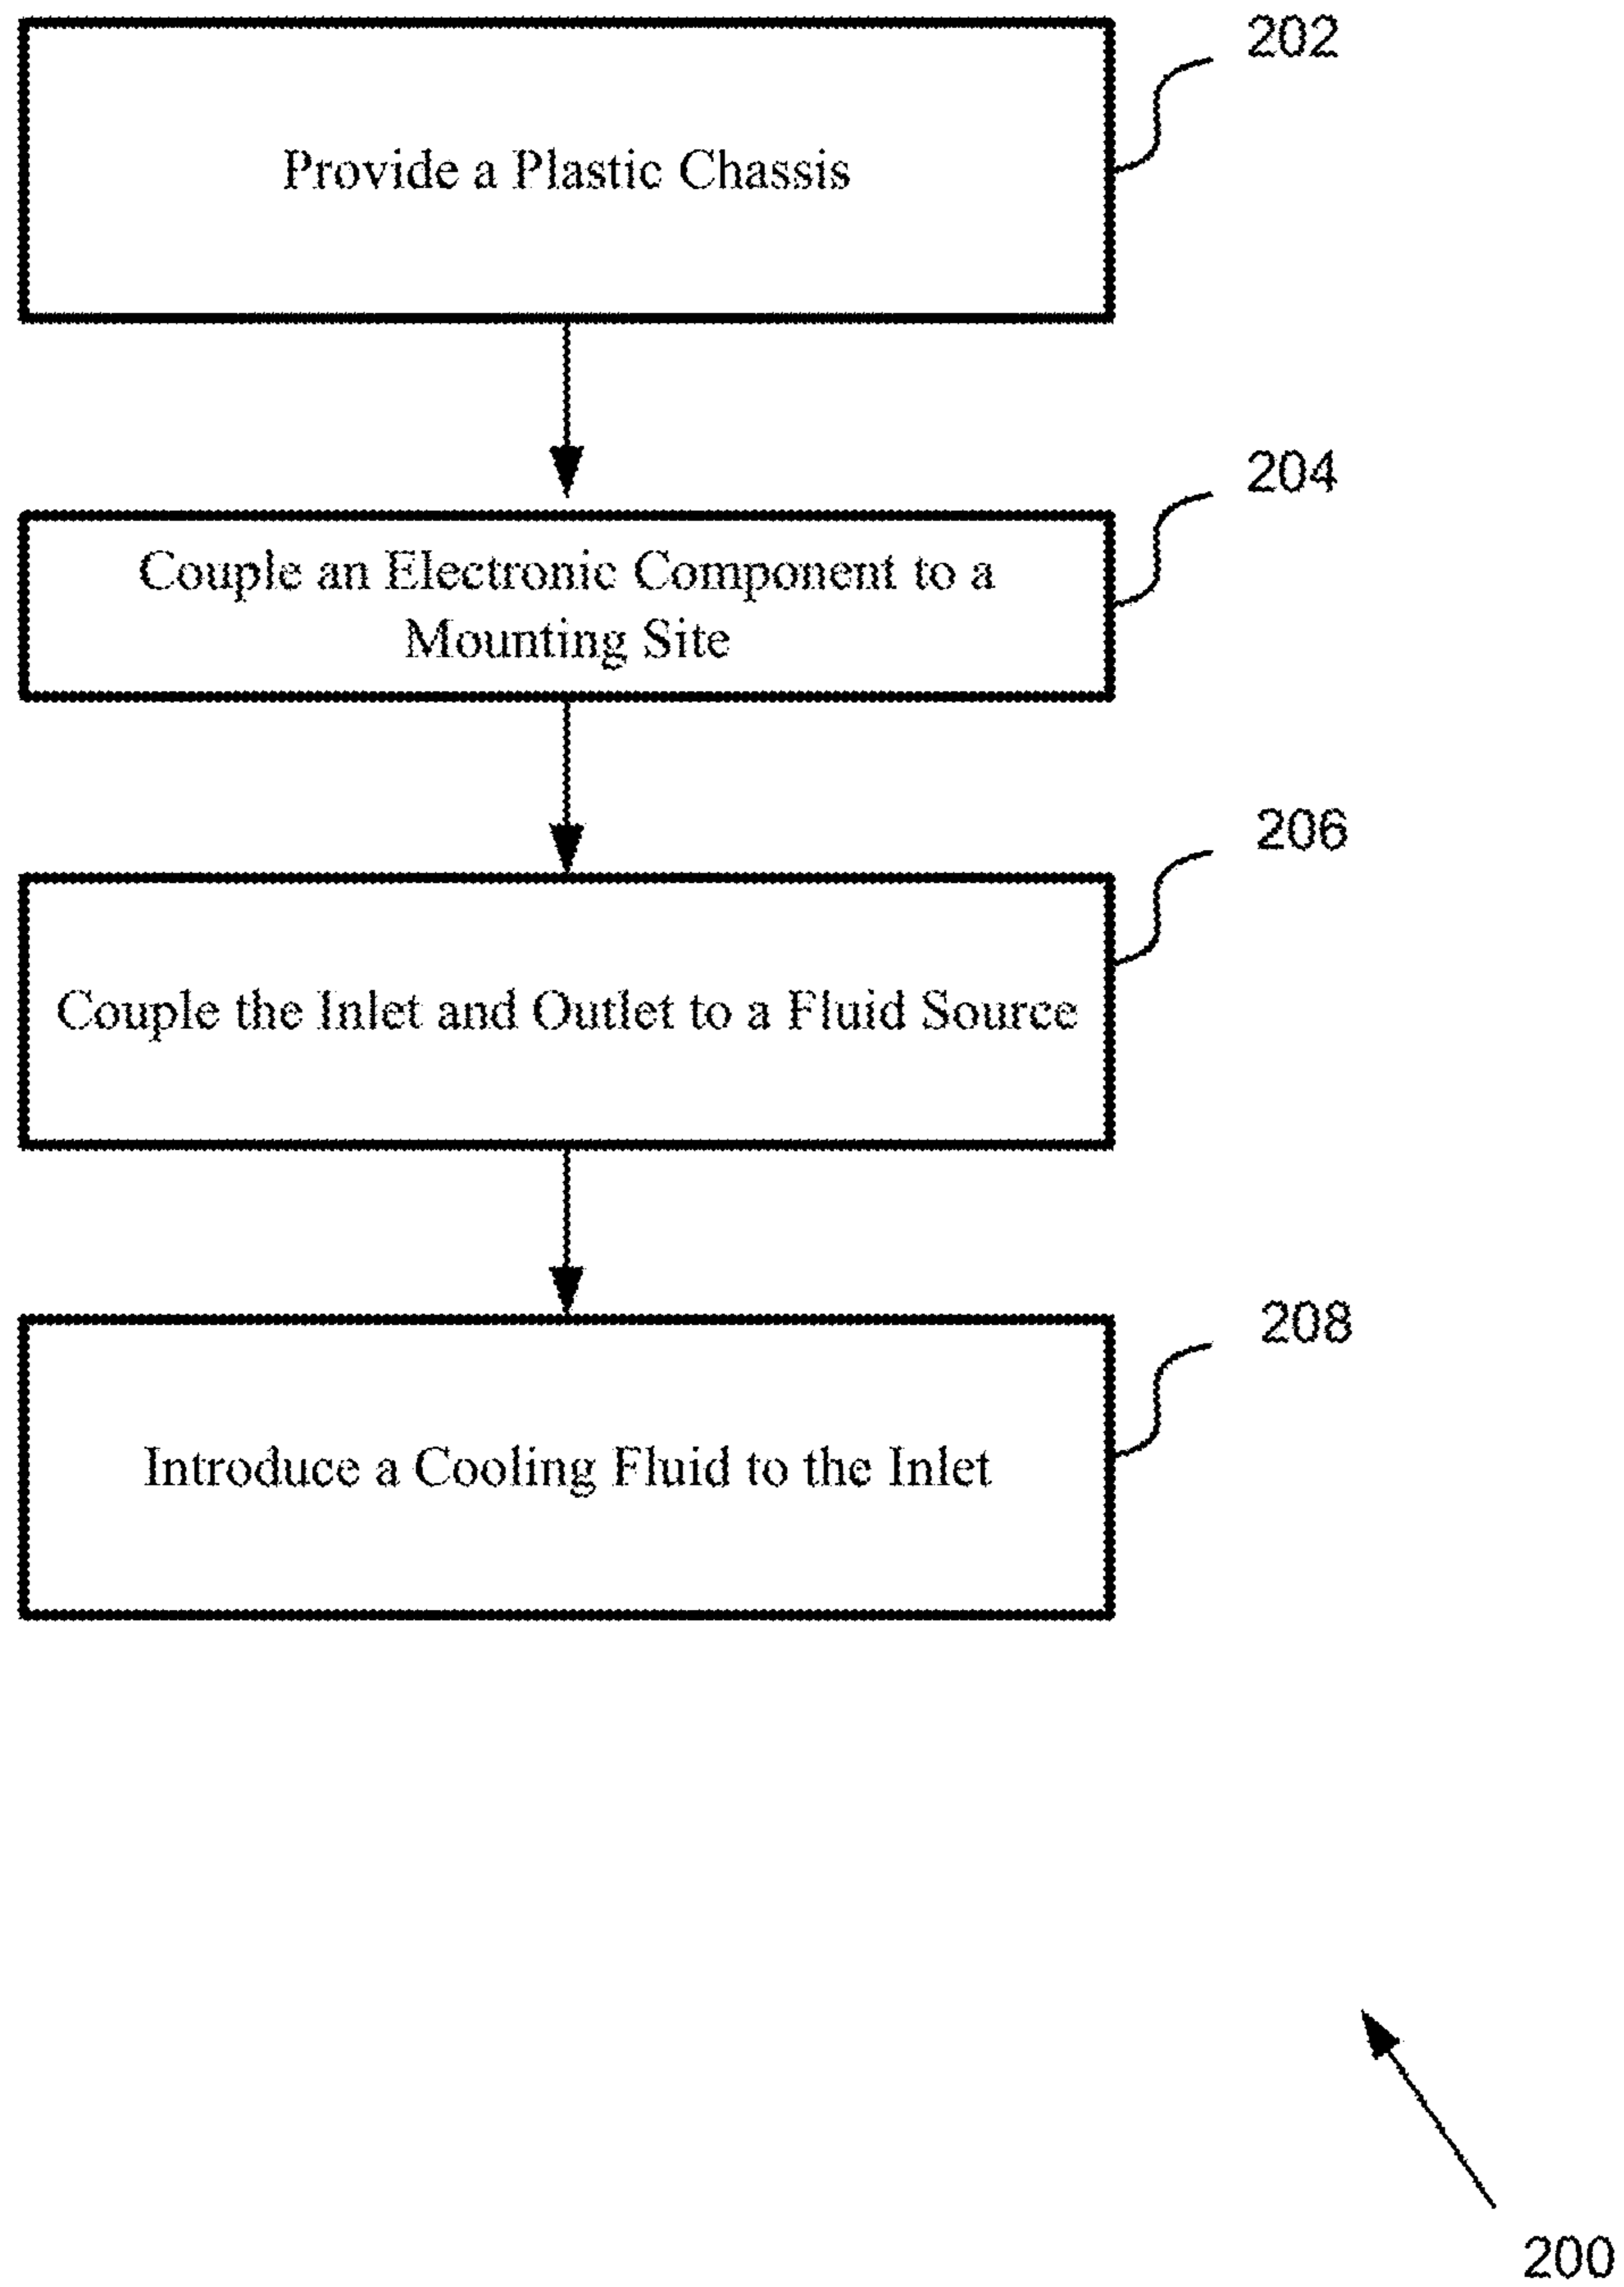 202
Provide a Plastic Chassis
204
Couple an Electronic Component to a
Mounting Site
206
Couple the Inlet and Outlet to a Fluid Source
208
Introduce a Cooling Fluid to the Inlet
200